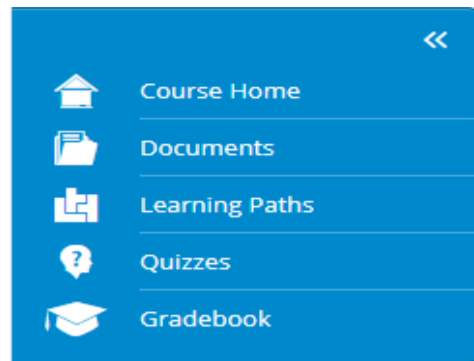 Course Home
Documents
Learning Paths
Quizzes
Gradebook